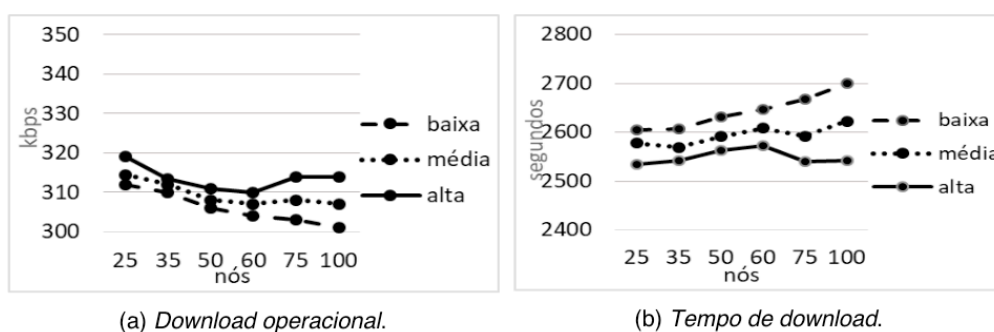 350
340
330
320
310
300
kbps
25 35 50 60 75 100
nós
baixa
média
alta
(a) Download operacional.
2800
2700
2600
2500
2400
segundos
25 35 50 60 75 100
nós
baixa
média
alta
(b) Tempo de download.